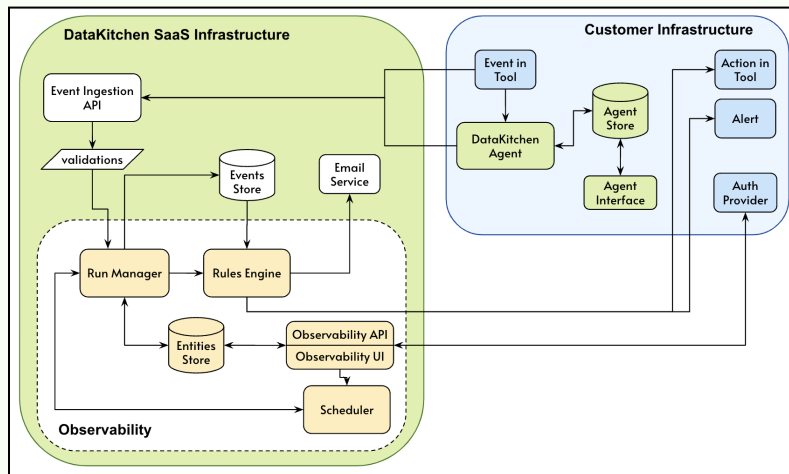 DataKitchen SaaS Infrastructure
Customer Infrastructure
Event Ingestion
API
validations
Events
Store
Email
Service
Event in
Tool
DataKitchen
Agent
Agent
Store
Agent
Interface
Action in
Tool
Alert
Auth
Provider
Run Manager
Rules Engine
Entities
Store
Observability API
Observability UI
Scheduler
Observability